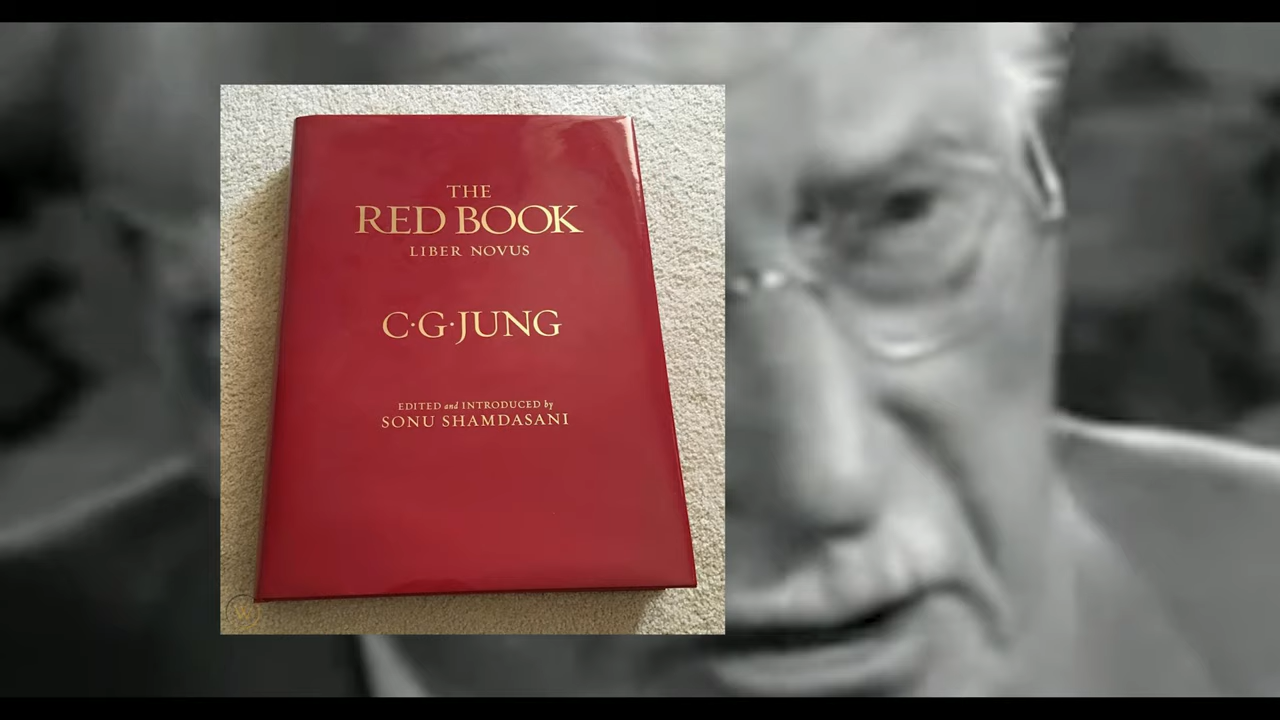 THE
RED BOOK
LIBER NOVUS
C·G·JUNG
EDITED and INTRODUCED by
SONU SHAMDASANI